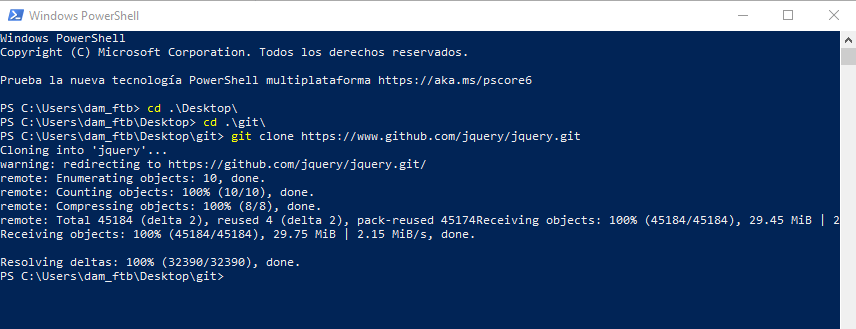 Windows PowerShell
Windows PowerShell
Copyright (C) Microsoft Corporation. Todos los derechos reservados.
Prueba la nueva tecnología PowerShell multiplataforma https://aka.ms/pscore6
PS C:\Users\dam_ftb> cd .\Desktop\
PS C:\Users\dam_ftb\Desktop> cd .\git\
PS C:\Users\dam_ftb\Desktop\git> git clone https://www.github.com/jquery/jquery.git
Cloning into 'jquery'...
warning: redirecting to https://github.com/jquery/jquery.git/
remote: Enumerating objects: 10, done.
remote: Counting objects: 100% (10/10), done.
remote: Compressing objects: 100% (8/8), done.
remote: Total 45184 (delta 2), reused 4 (delta 2), pack-reused 45174Receiving objects: 100% (45184/45184), 29.45 MiB | 2
Receiving objects: 100% (45184/45184), 29.75 MiB | 2.15 MiB/s, done.
Resolving deltas: 100% (32390/32390), done.
PS C:\Users\dam_ftb\Desktop\git>